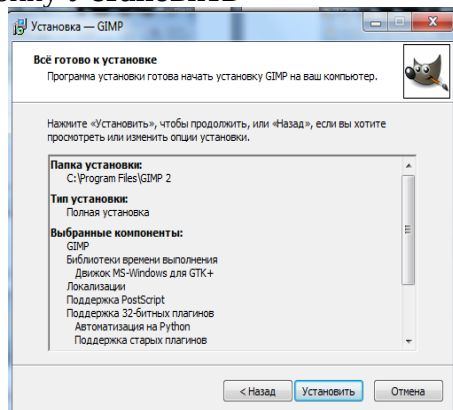 Установка — GIMP
Всё готово к установке
Программа установки готова начать установку GIMP на ваш компьютер.
Нажмите «Установить», чтобы продолжить, или «Назад», если вы хотите
просмотреть или изменить опции установки.
Папка установки:
C:\Program Files\GIMP 2
Тип установки:
Полная установка
Выбранные компоненты:
GIMP
Библиотеки времени выполнения
Движок MS-Windows для GTK+
Локализации
Поддержка PostScript
Поддержка 32-битных плагинов
Автоматизация на Python
Поддержка старых плагинов
< Назад
Установить
Отмена